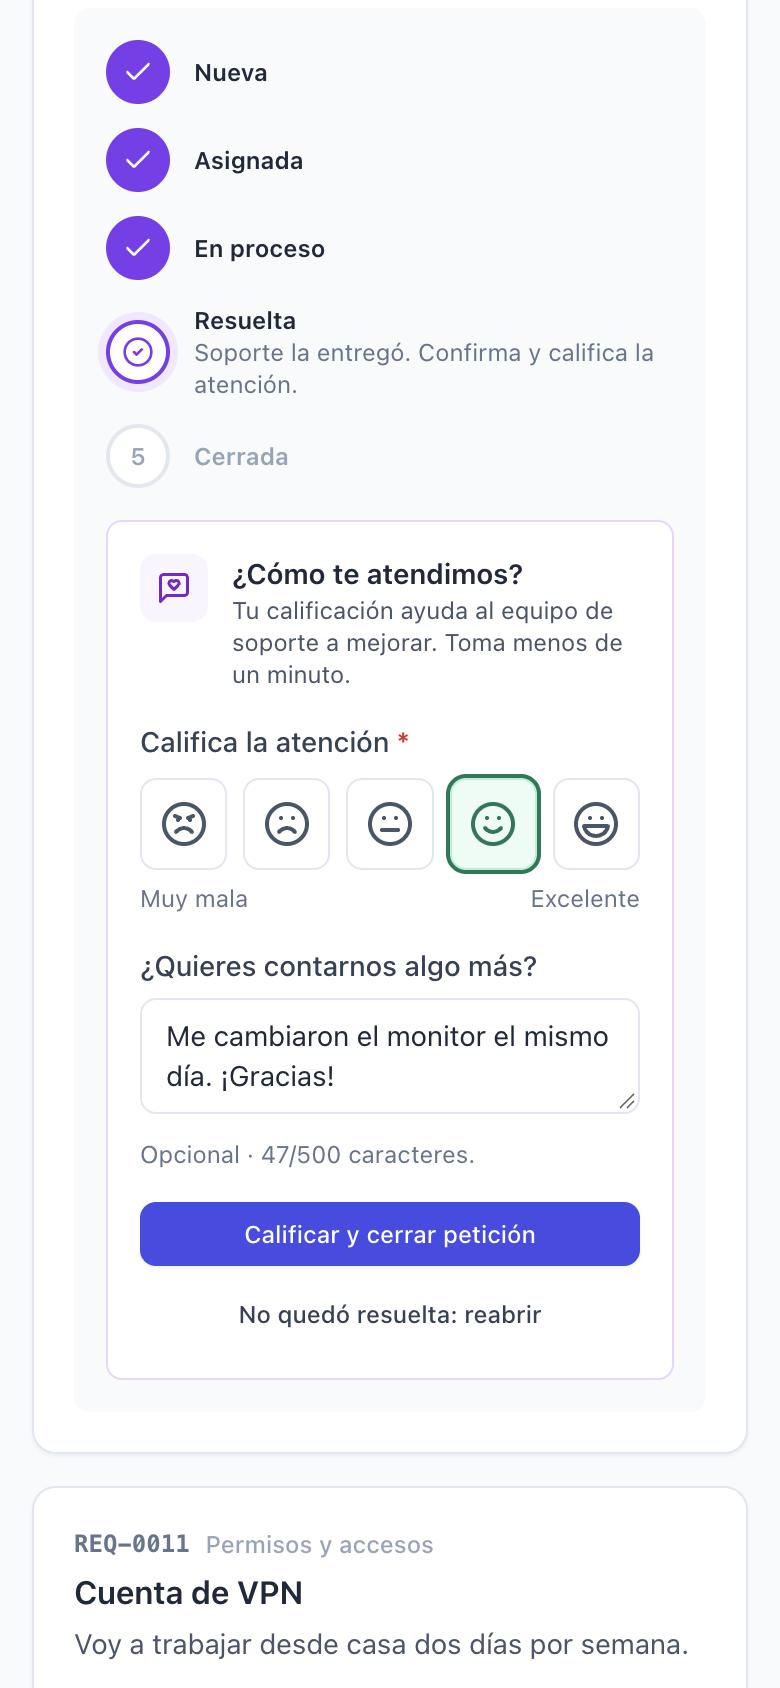 Nueva
Asignada
En proceso
Resuelta
Soporte la entregó. Confirma y califica la
atención.
5 Cerrada
¿Cómo te atendimos?
Tu calificación ayuda al equipo de
soporte a mejorar. Toma menos de
un minuto.
Califica la atención *
Muy mala Excelente
¿Quieres contarnos algo más?
Me cambiaron el monitor el mismo
día. ¡Gracias!
Opcional · 47/500 caracteres.
Calificar y cerrar petición
No quedó resuelta: reabrir
REQ-0011 Permisos y accesos
Cuenta de VPN
Voy a trabajar desde casa dos días por semana.